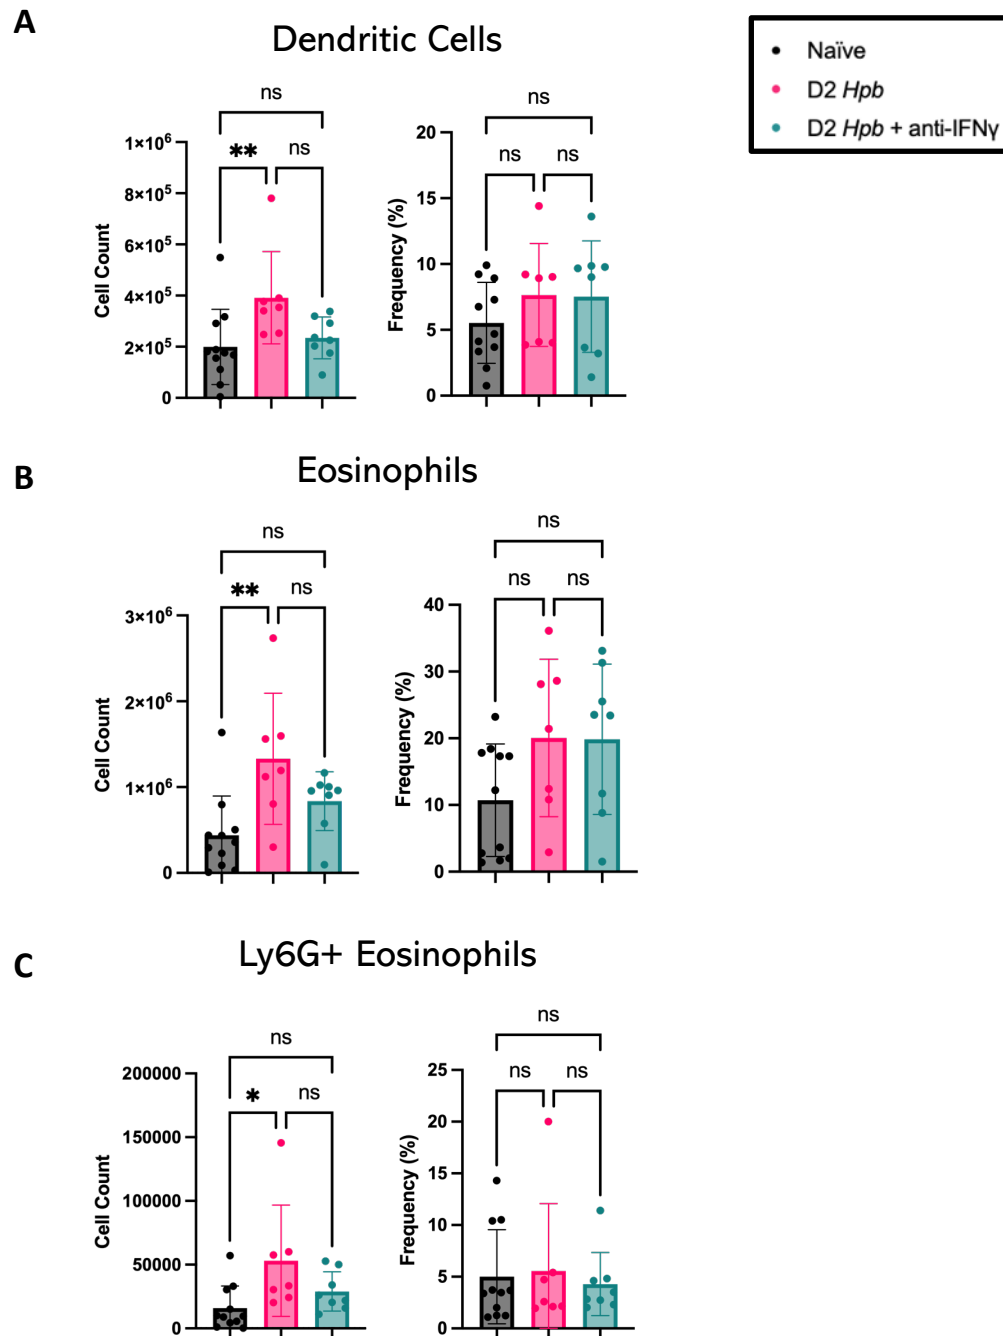 A
Dendritic Cells
Naïve
D2 Hpb
D2 Hpb + anti-IFNγ
ns
** ns
Cell Count
1×10⁶
8×10⁵
6×10⁵
4×10⁵
2×10⁵
0
ns
ns ns
Frequency (%)
20
15
10
5
0
B
Eosinophils
ns
** ns
Cell Count
3×10⁶
2×10⁶
1×10⁶
0
ns
ns ns
Frequency (%)
40
30
20
10
0
C
Ly6G+ Eosinophils
ns
* ns
Cell Count
200000
150000
100000
50000
0
ns
ns ns
Frequency (%)
25
20
15
10
5
0